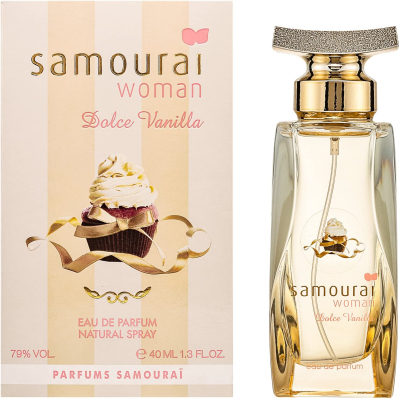 samouraï
woman
Dolce Vanilla
EAU DE PARFUM
NATURAL SPRAY
79% VOL.
e 40 ML 1.3 FL.OZ.
PARFUMS SAMOURAÏ
samouraï
woman
Dolce Vanilla
eau de parfum